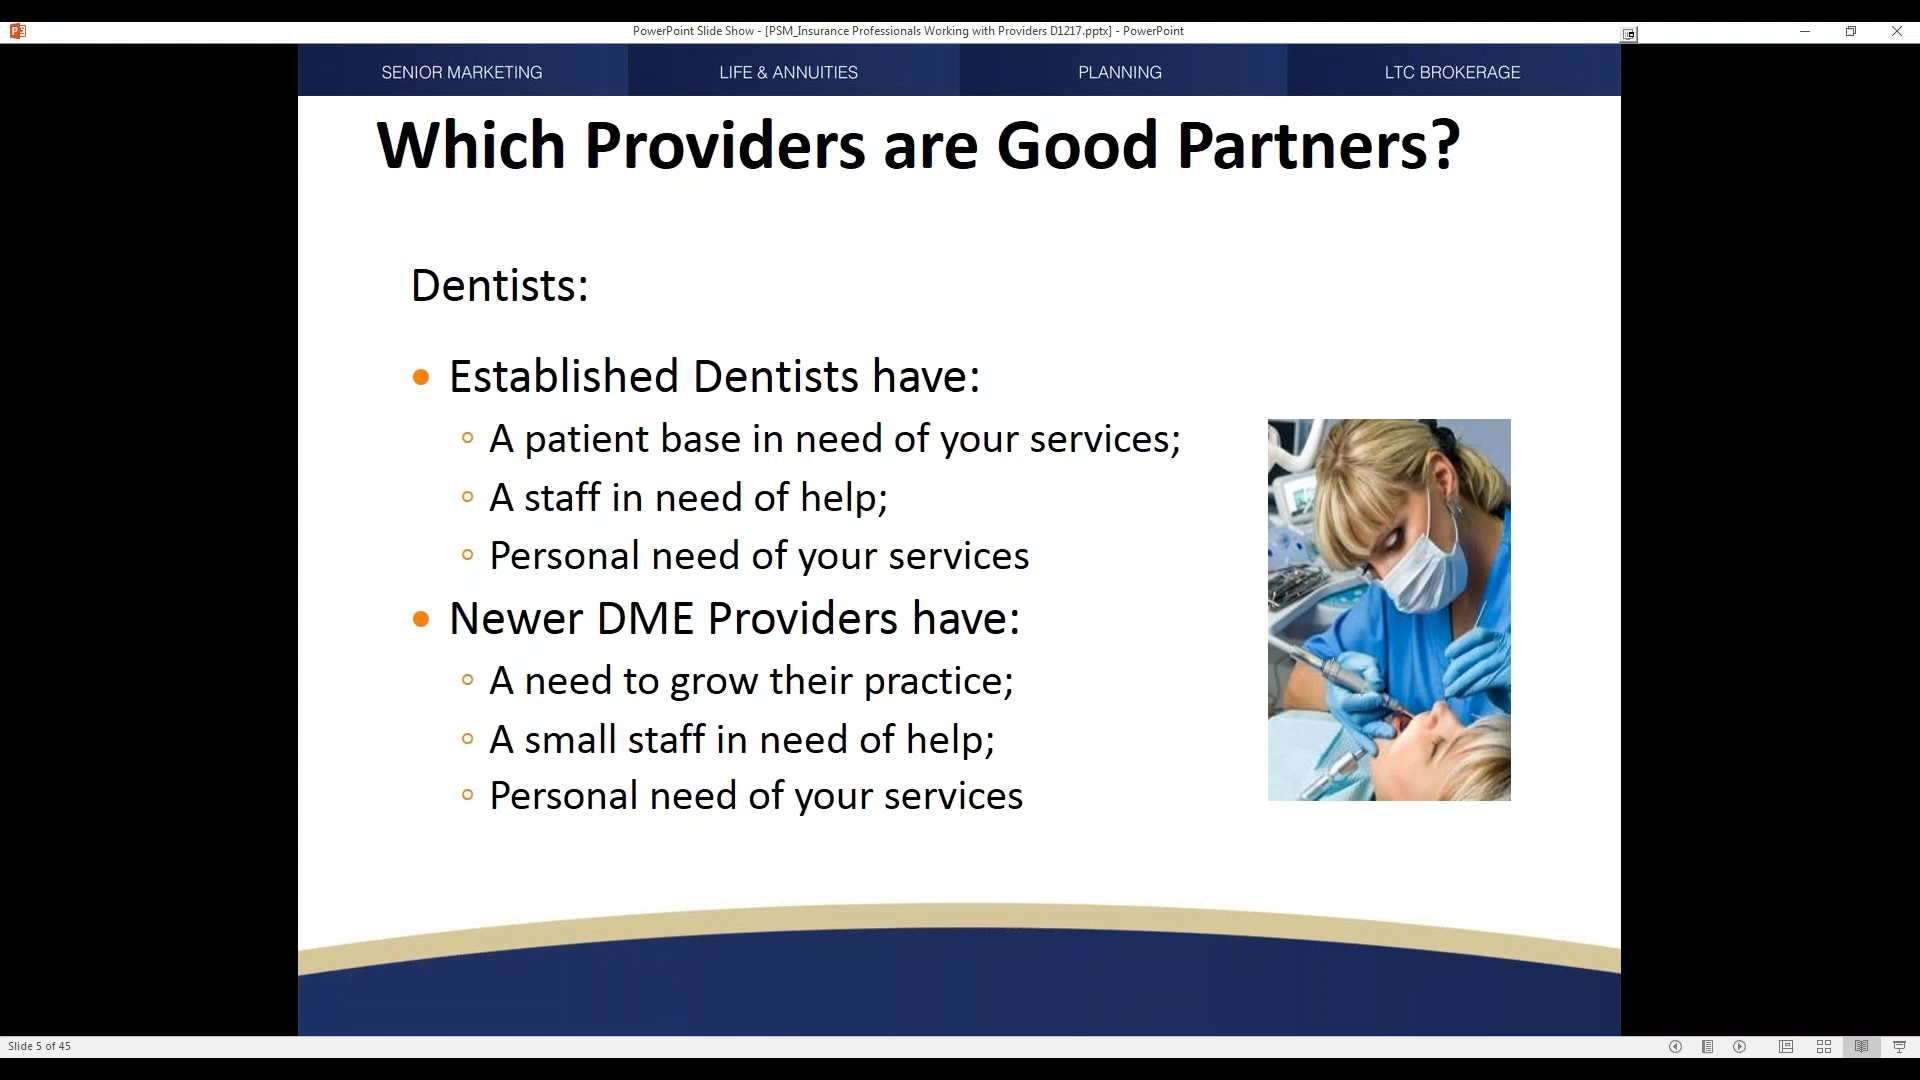 PowerPoint Slide Show - [PSM_Insurance Professionals Working with Providers D1217.pptx] - PowerPoint
SENIOR MARKETING
LIFE & ANNUITIES
PLANNING
LTC BROKERAGE
Which Providers are Good Partners?
Dentists:
Established Dentists have:
A patient base in need of your services;
A staff in need of help;
Personal need of your services
Newer DME Providers have:
A need to grow their practice;
A small staff in need of help;
Personal need of your services
Slide 5 of 45